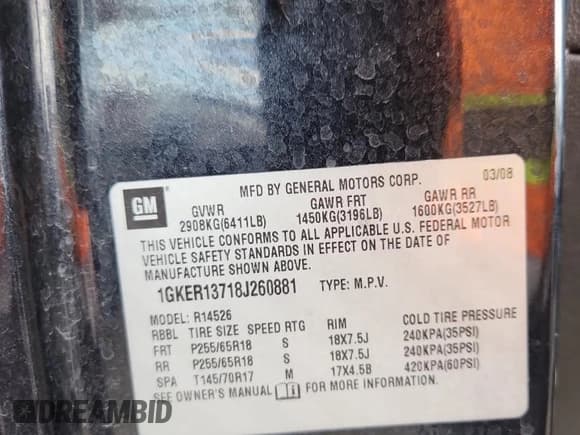 MFD BY GENERAL MOTORS CORP. 03/08
GM
GVWR GAWR FRT GAWR RR
2908KG(6411LB) 1450KG(3196LB) 1600KG(3527LB)
THIS VEHICLE CONFORMS TO ALL APPLICABLE U.S. FEDERAL MOTOR
VEHICLE SAFETY STANDARDS IN EFFECT ON THE DATE OF
MANUFACTURE SHOWN ABOVE.
1GKER13718J260881 TYPE: M.P.V.
MODEL: R14526
RBBL TIRE SIZE SPEED RTG RIM COLD TIRE PRESSURE
FRT P255/65R18 S 18X7.5J 240KPA(35PSI)
RR P255/65R18 S 18X7.5J 240KPA(35PSI)
SPA T145/70R17 M 17X4.5B 420KPA(60PSI)
SEE OWNER'S MANUAL i FOR MORE INFORMATION.
DREAMBID